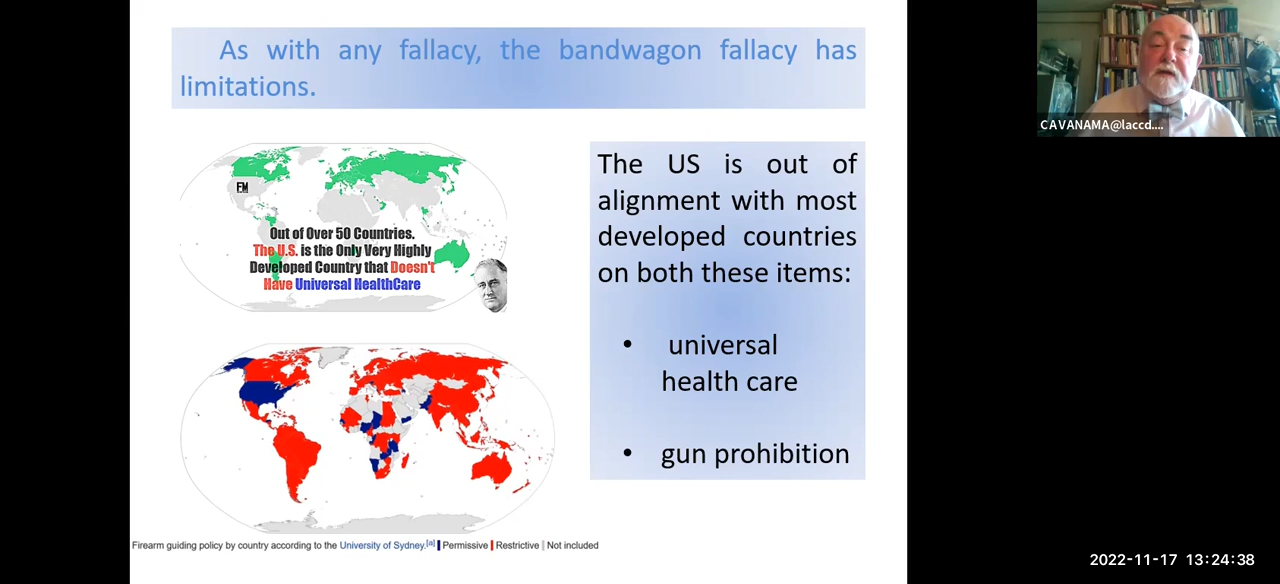 As with any fallacy, the bandwagon fallacy has
limitations.
CAVANAMA@laccd....
FM
Out of Over 50 Countries.
The U.S. is the Only Very Highly
Developed Country that Doesn't
Have Universal HealthCare
The US is out of
alignment with most
developed countries
on both these items:
• universal
health care
• gun prohibition
Firearm guiding policy by country according to the University of Sydney.[a] Permissive Restrictive Not included
2022-11-17 13:24:38